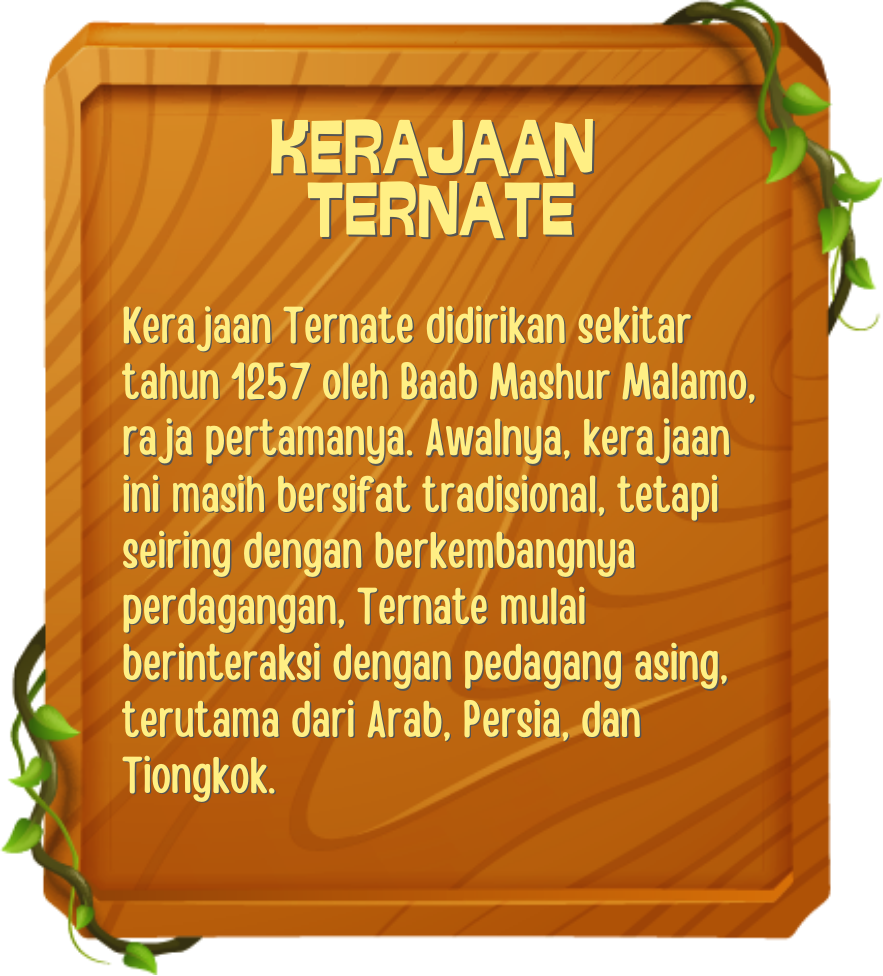 KERAJAAN
TERNATE
Kerajaan Ternate didirikan sekitar
tahun 1257 oleh Baab Mashur Malamo,
raja pertamanya. Awalnya, kerajaan
ini masih bersifat tradisional, tetapi
seiring dengan berkembangnya
perdagangan, Ternate mulai
berinteraksi dengan pedagang asing,
terutama dari Arab, Persia, dan
Tiongkok.